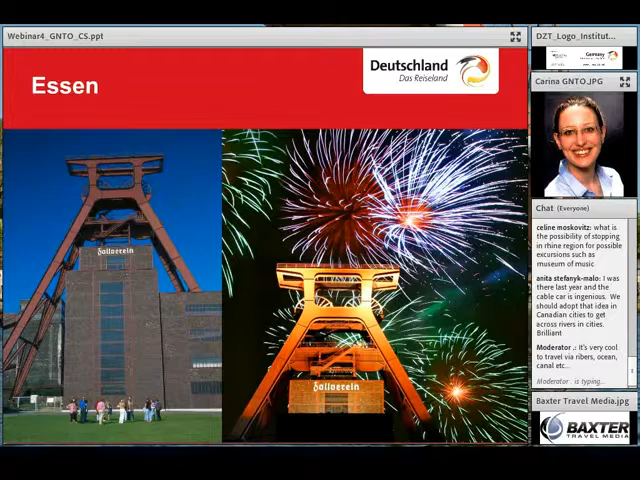 Webinar4_GNTO_CS.ppt
Essen
Deutschland
Das Reiseland
Zollverein
Zollverein
DZT_Logo_Institut...
Germany
Carina GNTO.JPG
Chat (Everyone)
celine moskovitz: what is
the possibility of stopping
in rhine region for possible
excursions such as
museum of music
anita stefanyk-malo: I was
there last year and the
cable car is ingenious. We
should adopt that idea in
Canadian cities to get
across rivers in cities.
Brilliant
Moderator .: It's very cool
to travel via ribers, ocean,
canal etc...
Moderator . is typing...
Baxter Travel Media.jpg
BAXTER
TRAVEL MEDIA